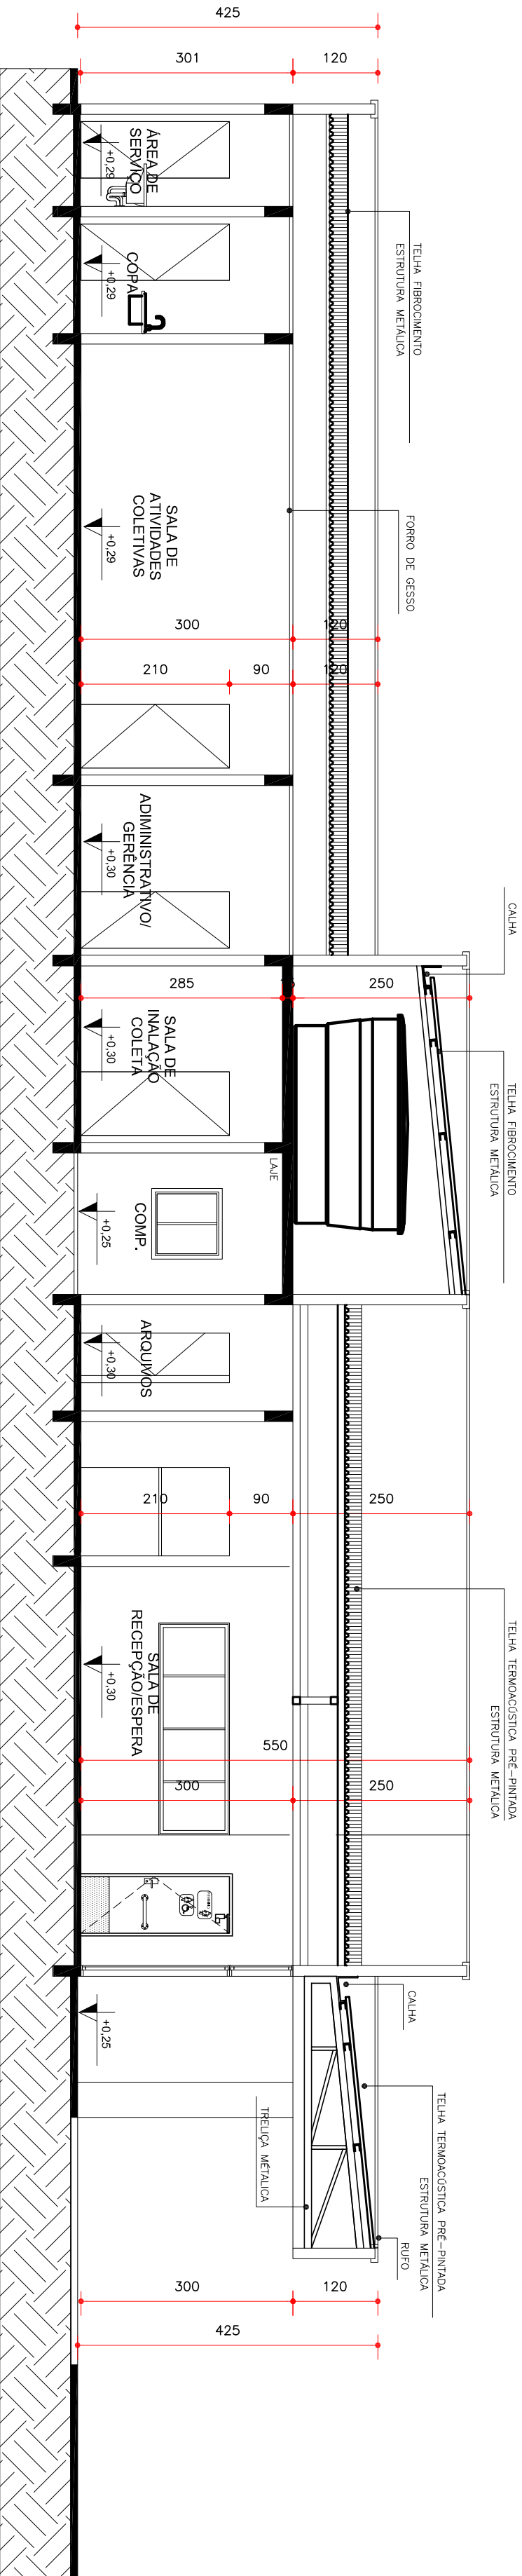 425
301
120
ÁREA DE
SERVIÇO
+0,29
TELHA FIBROCIMENTO
ESTRUTURA METÁLICA
COPA
+0,29
SALA DE
ATIVIDADES
COLETIVAS
+0,29
FORRO DE GESSO
300
120
210
90
120
ADIMINISTRATIVO/
GERÊNCIA
+0,30
CALHA
285
15
250
SALA DE
INALAÇÃO
COLETA
+0,30
TELHA FIBROCIMENTO
ESTRUTURA METÁLICA
LAJE
COMP.
+0,25
ARQUIVOS
+0,30
210
90
250
TELHA TERMOACÚSTICA PRÉ-PINTADA
ESTRUTURA METÁLICA
SALA DE
RECEPÇÃO/ESPERA
+0,30
550
300
250
CALHA
+0,25
TELHA TERMOACÚSTICA PRÉ-PINTADA
ESTRUTURA METÁLICA
TRELIÇA MÉTALICA
RUFO
300
120
425